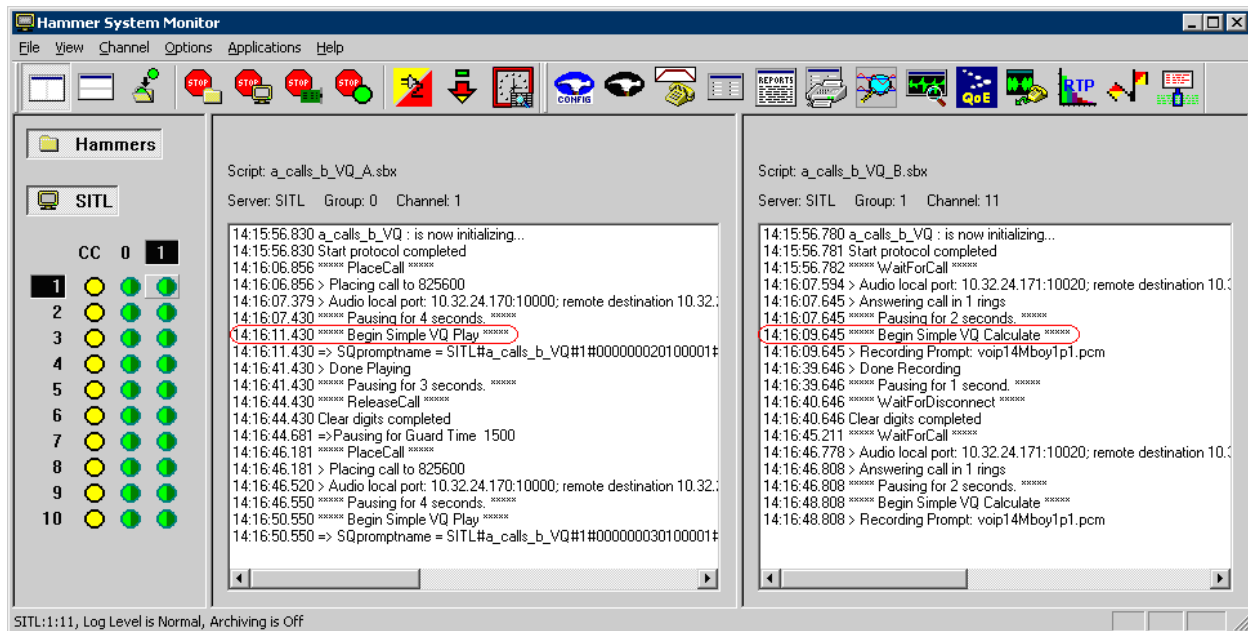 Hammer System Monitor
File View Channel Options Applications Help
STOP STOP STOP STOP CONFIG REPORTS QoE RTP
Hammers
SITL
CC 0 1
1
2
3
4
5
6
7
8
9
10
Script: a_calls_b_VQ_A.sbx
Server: SITL Group: 0 Channel: 1
14:15:56.830 a_calls_b_VQ : is now initializing...
14:15:56.830 Start protocol completed
14:16:06.856 ***** PlaceCall *****
14:16:06.856 > Placing call to 825600
14:16:07.379 > Audio local port: 10.32.24.170:10000; remote destination 10.32.
14:16:07.430 ***** Pausing for 4 seconds. *****
14:16:11.430 ***** Begin Simple VQ Play *****
14:16:11.430 => SQpromptname = SITL#a_calls_b_VQ#1#000000020100001#
14:16:41.430 > Done Playing
14:16:41.430 ***** Pausing for 3 seconds. *****
14:16:44.430 ***** ReleaseCall *****
14:16:44.430 Clear digits completed
14:16:44.681 =>Pausing for Guard Time 1500
14:16:46.181 ***** PlaceCall *****
14:16:46.181 > Placing call to 825600
14:16:46.520 > Audio local port: 10.32.24.170:10000; remote destination 10.32.
14:16:46.550 ***** Pausing for 4 seconds. *****
14:16:50.550 ***** Begin Simple VQ Play *****
14:16:50.550 => SQpromptname = SITL#a_calls_b_VQ#1#000000030100001#
Script: a_calls_b_VQ_B.sbx
Server: SITL Group: 1 Channel: 11
14:15:56.780 a_calls_b_VQ : is now initializing...
14:15:56.781 Start protocol completed
14:15:56.782 ***** WaitForCall *****
14:16:07.594 > Audio local port: 10.32.24.171:10020; remote destination 10.3
14:16:07.645 > Answering call in 1 rings
14:16:07.645 ***** Pausing for 2 seconds. *****
14:16:09.645 ***** Begin Simple VQ Calculate *****
14:16:09.645 > Recording Prompt: voip14Mboy1p1.pcm
14:16:39.646 > Done Recording
14:16:39.646 ***** Pausing for 1 second. *****
14:16:40.646 ***** WaitForDisconnect *****
14:16:40.646 Clear digits completed
14:16:45.211 ***** WaitForCall *****
14:16:46.778 > Audio local port: 10.32.24.171:10020; remote destination 10.3
14:16:46.808 > Answering call in 1 rings
14:16:46.808 ***** Pausing for 2 seconds. *****
14:16:48.808 ***** Begin Simple VQ Calculate *****
14:16:48.808 > Recording Prompt: voip14Mboy1p1.pcm
SITL:1:11, Log Level is Normal, Archiving is Off